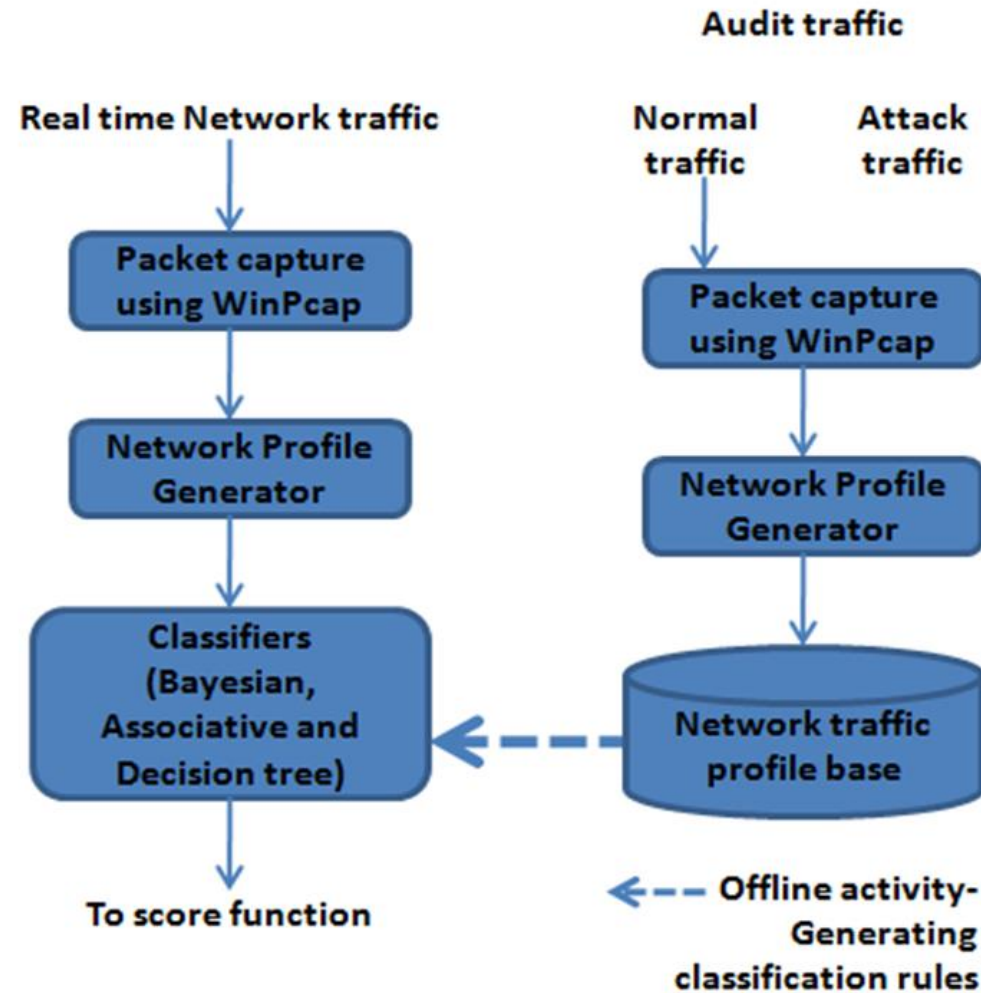 Audit traffic
Real time Network traffic
Normal
traffic
Attack
traffic
Packet capture
using WinPcap
Packet capture
using WinPcap
Network Profile
Generator
Network Profile
Generator
Classifiers
(Bayesian,
Associative and
Decision tree)
Network traffic
profile base
To score function
Offline activity-
Generating
classification rules